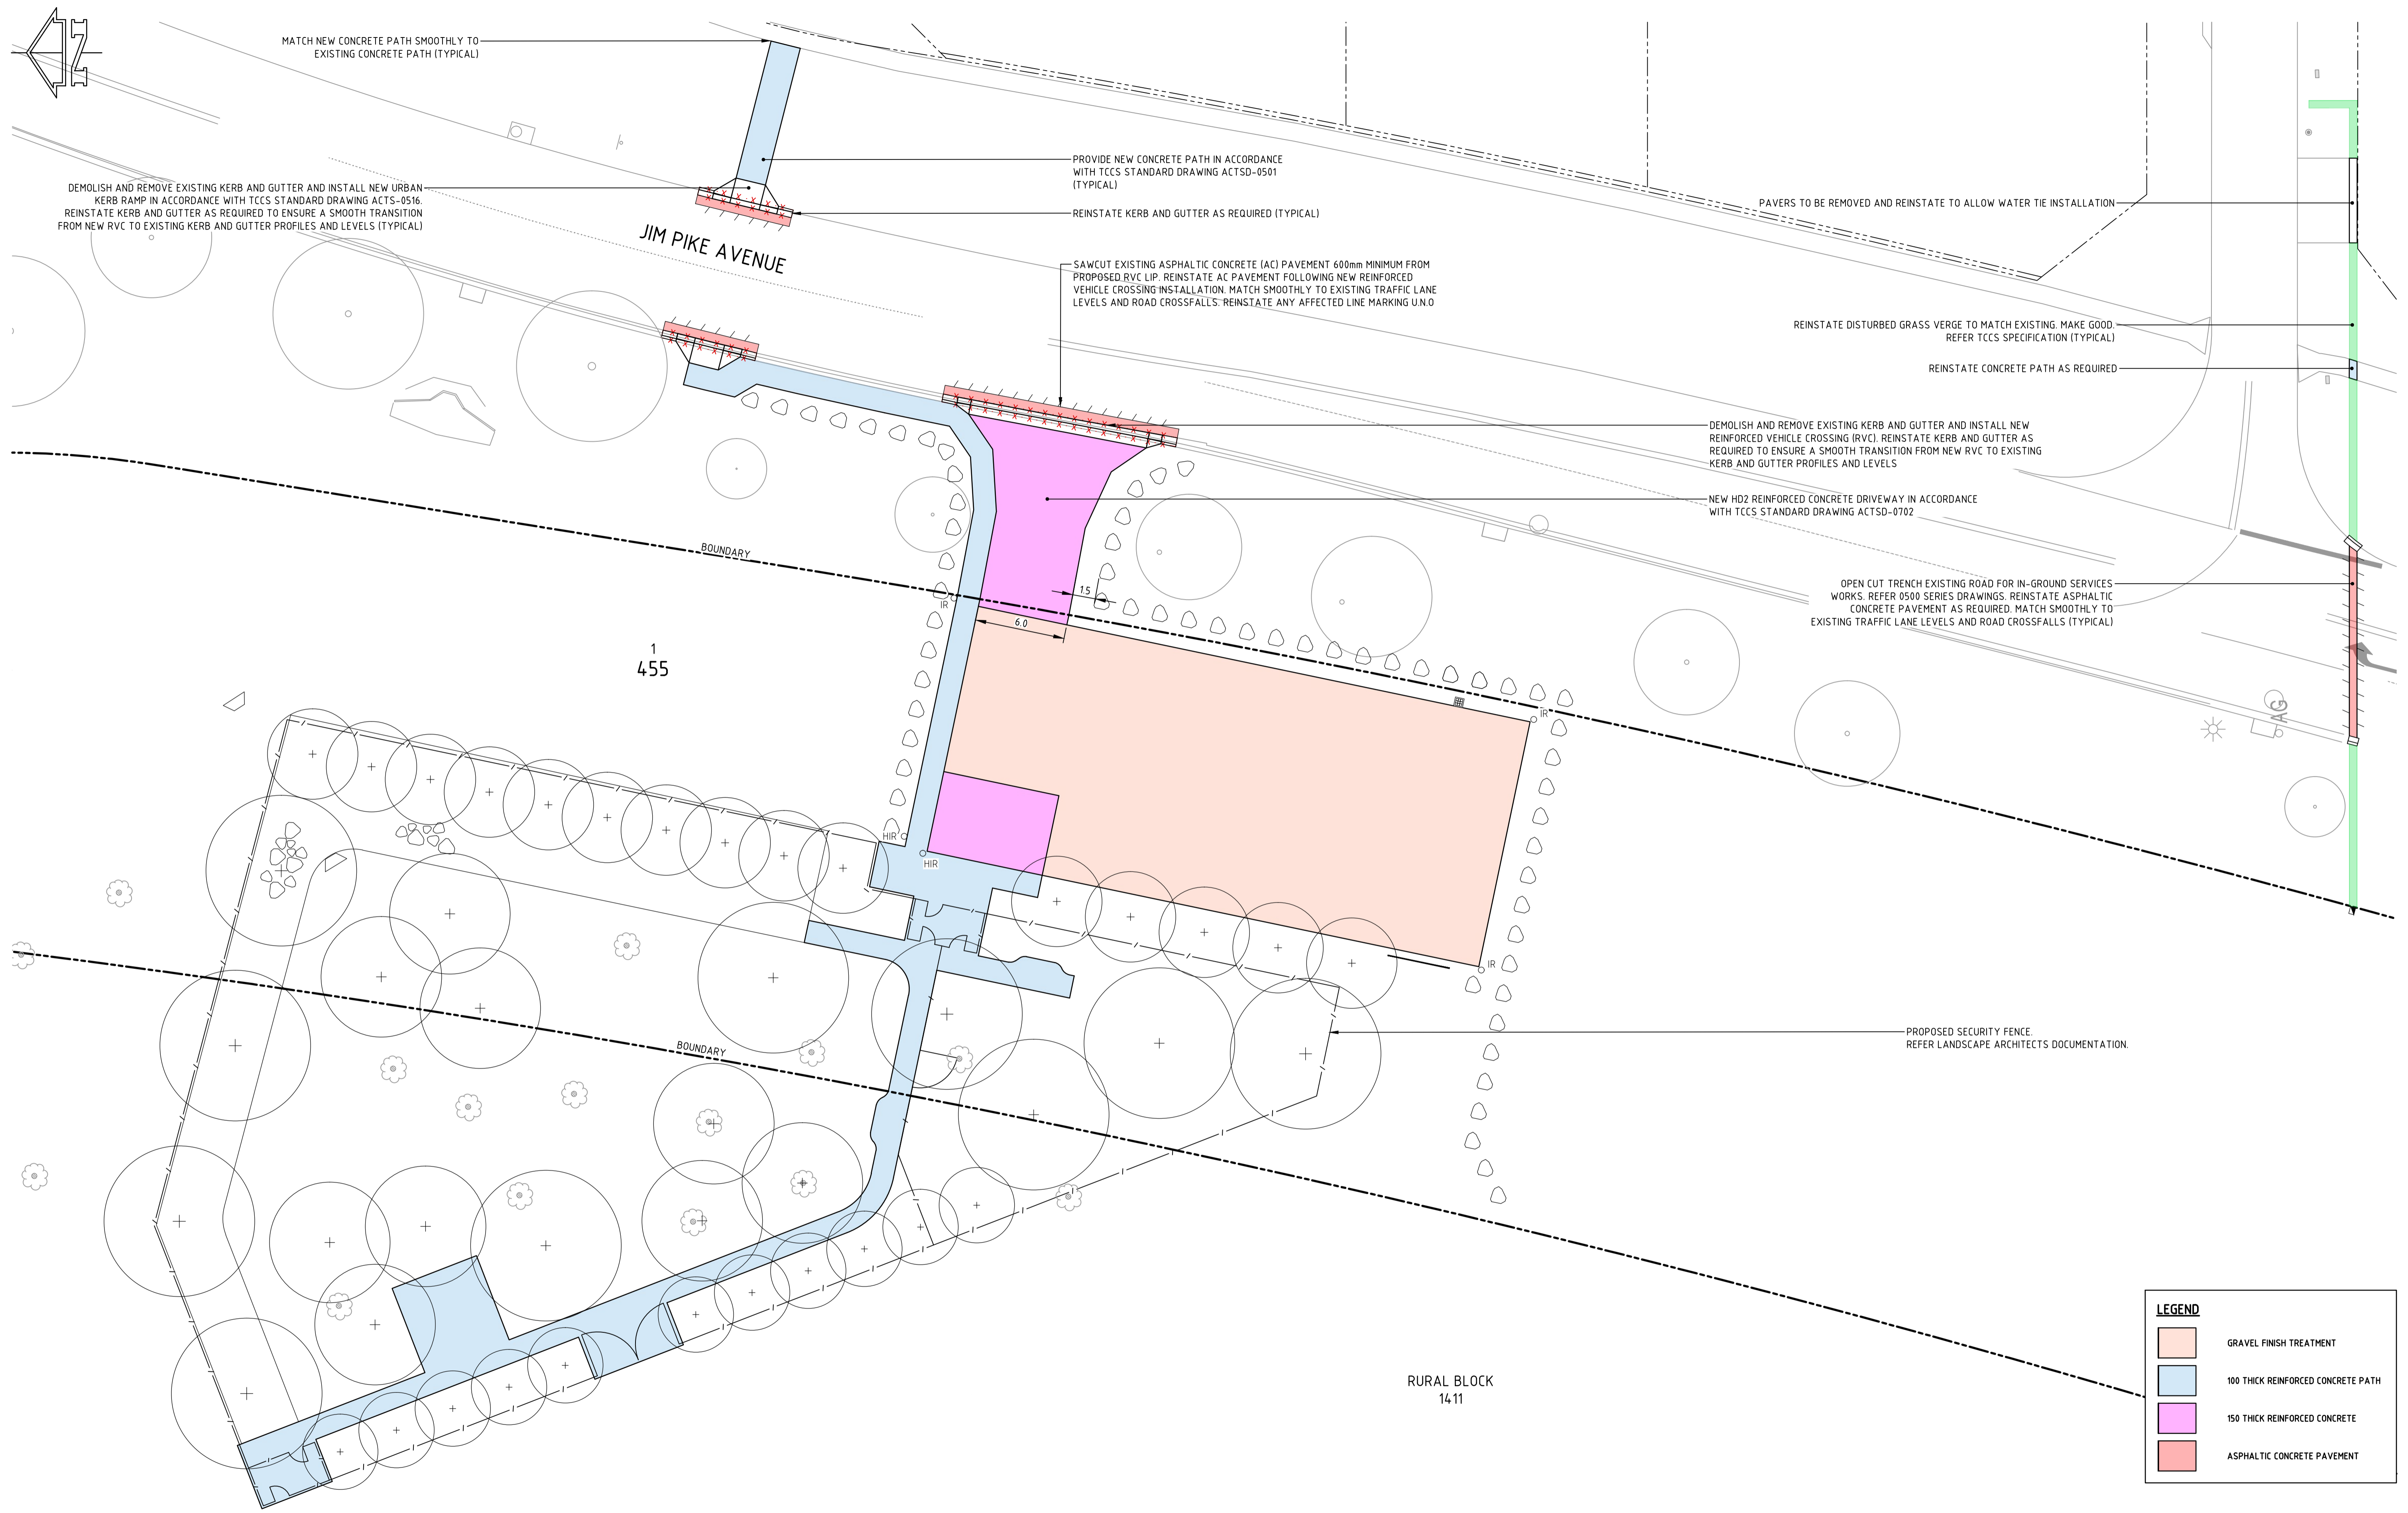 N
MATCH NEW CONCRETE PATH SMOOTHLY TO
EXISTING CONCRETE PATH (TYPICAL)
PROVIDE NEW CONCRETE PATH IN ACCORDANCE
WITH TCCS STANDARD DRAWING ACTSD-0501
(TYPICAL)
DEMOLISH AND REMOVE EXISTING KERB AND GUTTER AND INSTALL NEW URBAN
KERB RAMP IN ACCORDANCE WITH TCCS STANDARD DRAWING ACTS-0516.
REINSTATE KERB AND GUTTER AS REQUIRED TO ENSURE A SMOOTH TRANSITION
FROM NEW RVC TO EXISTING KERB AND GUTTER PROFILES AND LEVELS (TYPICAL)
REINSTATE KERB AND GUTTER AS REQUIRED (TYPICAL)
PAVERS TO BE REMOVED AND REINSTATE TO ALLOW WATER TIE INSTALLATION
JIM PIKE AVENUE
SAWCUT EXISTING ASPHALTIC CONCRETE (AC) PAVEMENT 600mm MINIMUM FROM
PROPOSED RVC LIP. REINSTATE AC PAVEMENT FOLLOWING NEW REINFORCED
VEHICLE CROSSING INSTALLATION. MATCH SMOOTHLY TO EXISTING TRAFFIC LANE
LEVELS AND ROAD CROSSFALLS. REINSTATE ANY AFFECTED LINE MARKING U.N.O
REINSTATE DISTURBED GRASS VERGE TO MATCH EXISTING. MAKE GOOD.
REFER TCCS SPECIFICATION (TYPICAL)
REINSTATE CONCRETE PATH AS REQUIRED
DEMOLISH AND REMOVE EXISTING KERB AND GUTTER AND INSTALL NEW
REINFORCED VEHICLE CROSSING (RVC). REINSTATE KERB AND GUTTER AS
REQUIRED TO ENSURE A SMOOTH TRANSITION FROM NEW RVC TO EXISTING
KERB AND GUTTER PROFILES AND LEVELS
NEW HD2 REINFORCED CONCRETE DRIVEWAY IN ACCORDANCE
WITH TCCS STANDARD DRAWING ACTSD-0702
BOUNDARY
OPEN CUT TRENCH EXISTING ROAD FOR IN-GROUND SERVICES
WORKS. REFER 0500 SERIES DRAWINGS. REINSTATE ASPHALTIC
CONCRETE PAVEMENT AS REQUIRED. MATCH SMOOTHLY TO
EXISTING TRAFFIC LANE LEVELS AND ROAD CROSSFALLS (TYPICAL)
1.5
IR
6.0
1
455
IR
AG
HIR
HIR
IR
PROPOSED SECURITY FENCE.
REFER LANDSCAPE ARCHITECTS DOCUMENTATION.
BOUNDARY
RURAL BLOCK
1411
LEGEND
GRAVEL FINISH TREATMENT
100 THICK REINFORCED CONCRETE PATH
150 THICK REINFORCED CONCRETE
ASPHALTIC CONCRETE PAVEMENT